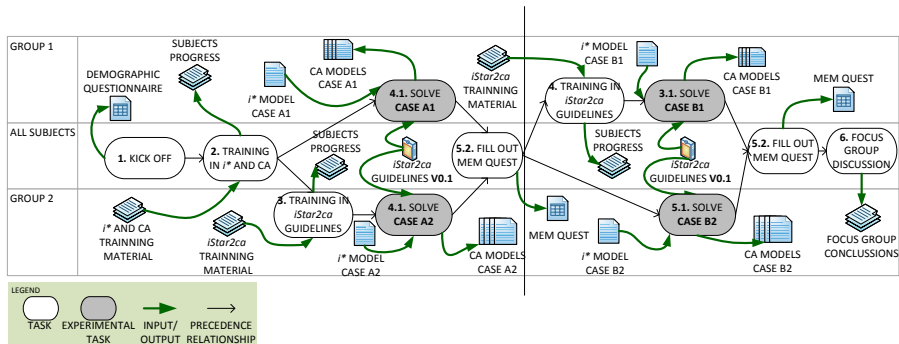 GROUP 1
SUBJECTS
PROGRESS
DEMOGRAPHIC
QUESTIONNAIRE
i* MODEL
CASE A1
CA MODELS
CASE A1
4.1. SOLVE
CASE A1
iStar2ca
TRAINNING
MATERIAL
i* MODEL
CASE B1
4. TRAINING IN
iStar2ca
GUIDELINES
3.1. SOLVE
CASE B1
CA MODELS
CASE B1
MEM QUEST
ALL SUBJECTS
1. KICK OFF
2. TRAINING
IN i* AND CA
SUBJECTS
PROGRESS
iStar2ca
GUIDELINES V0.1
5.2. FILL OUT
MEM QUEST
SUBJECTS
PROGRESS
iStar2ca
GUIDELINES V0.1
5.2. FILL OUT
MEM QUEST
6. FOCUS
GROUP
DISCUSSION
GROUP 2
i* AND CA
TRAINNING
MATERIAL
iStar2ca
TRAINNING
MATERIAL
3. TRAINING IN
iStar2ca
GUIDELINES
i* MODEL
CASE A2
4.1. SOLVE
CASE A2
CA MODELS
CASE A2
MEM QUEST
i* MODEL
CASE B2
5.1. SOLVE
CASE B2
CA MODELS
CASE B2
FOCUS GROUP
CONCLUSSIONS
LEGEND
TASK
EXPERIMENTAL
TASK
INPUT/
OUTPUT
PRECEDENCE
RELATIONSHIP